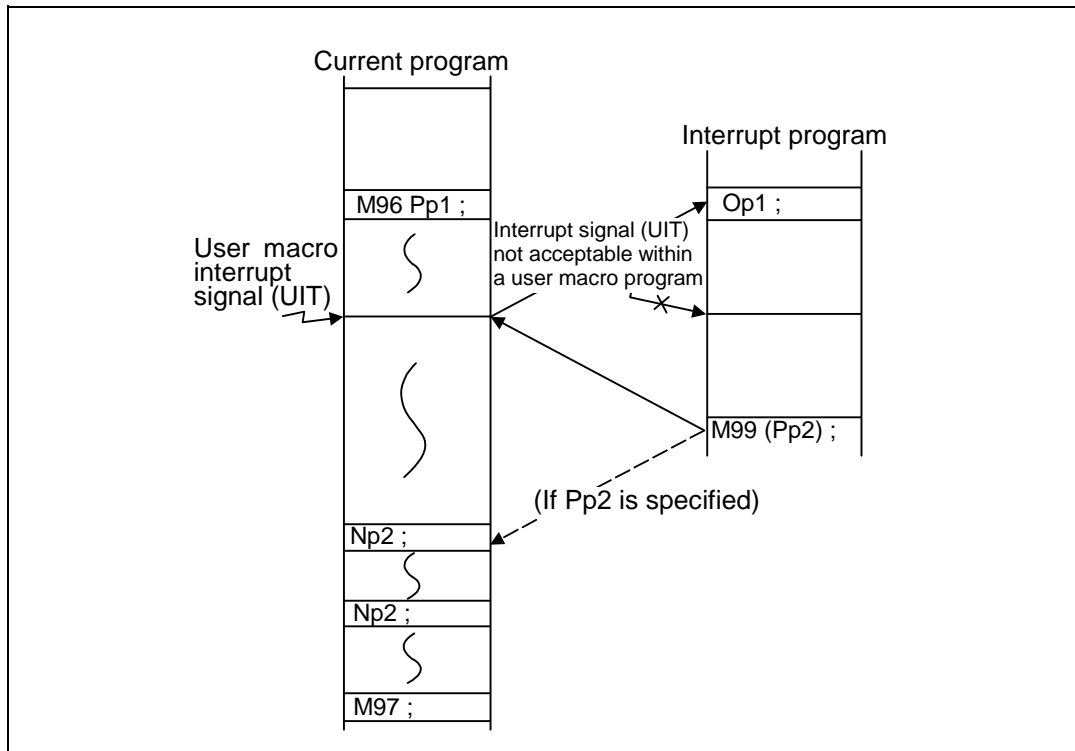 Current program
Interrupt program
M96 Pp1 ;
Op1 ;
User macro
interrupt
signal (UIT)
Interrupt signal (UIT)
not acceptable within
a user macro program
M99 (Pp2) ;
(If Pp2 is specified)
Np2 ;
Np2 ;
M97 ;